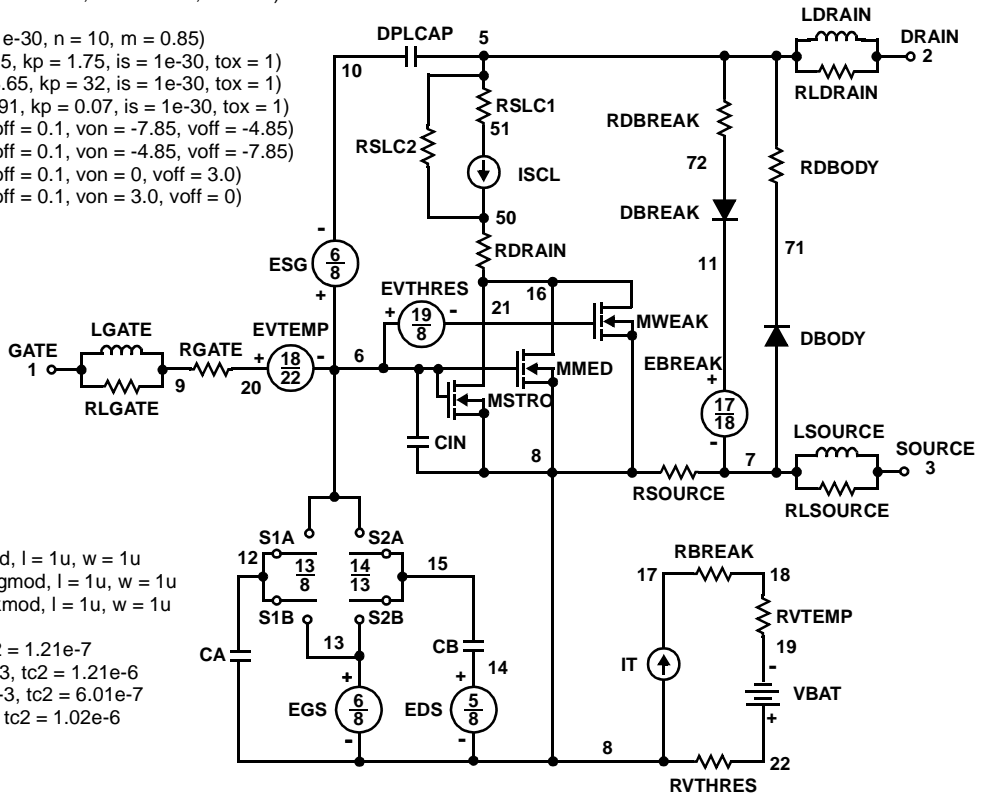 e-30, n = 10, m = 0.85)
5, kp = 1.75, is = 1e-30, tox = 1)
.65, kp = 32, is = 1e-30, tox = 1)
91, kp = 0.07, is = 1e-30, tox = 1)
off = 0.1, von = -7.85, voff = -4.85)
off = 0.1, von = -4.85, voff = -7.85)
off = 0.1, von = 0, voff = 3.0)
off = 0.1, von = 3.0, voff = 0)
DPLCAP
5
10
LDRAIN
DRAIN
2
RLDRAIN
RSLC1
51
RSLC2
ISCL
50
RDRAIN
RDBREAK
72
RDBODY
DBREAK
71
11
-
ESG
6
8
+
EVTHRES
+
19
8
-
16
21
MWEAK
LGATE
GATE
1
RLGATE
9
RGATE
EVTEMP
+
18
22
-
20
6
MMED
MSTRO
EBREAK
+
17
18
-
DBODY
CIN
8
RSOURCE
7
LSOURCE
SOURCE
3
RLSOURCE
S1A
S2A
12
13
8
14
13
15
S1B
S2B
13
CA
CB
14
+
EGS
6
8
-
+
EDS
5
8
-
8
RBREAK
17
18
RVTEMP
19
-
IT
VBAT
+
22
RVTHRES
d, l = 1u, w = 1u
gmod, l = 1u, w = 1u
kmod, l = 1u, w = 1u
2 = 1.21e-7
3, tc2 = 1.21e-6
-3, tc2 = 6.01e-7
tc2 = 1.02e-6